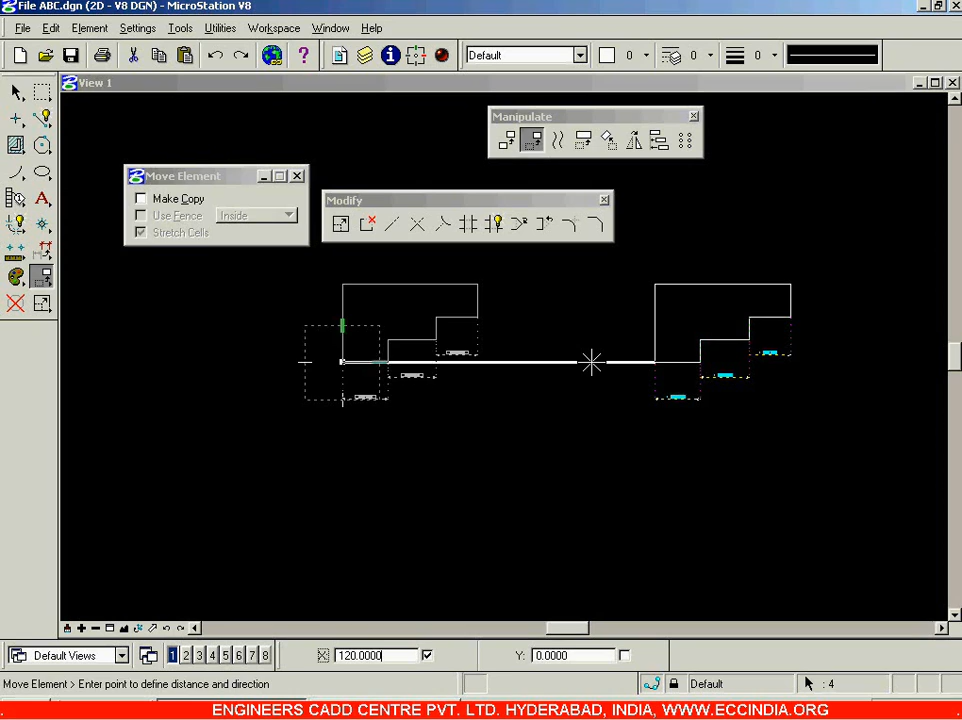 File ABC.dgn (2D - V8 DGN) - MicroStation V8
File Edit Element Settings Tools Utilities Workspace Window Help
Default 0 0 0
View 1
Manipulate
Move Element
Make Copy
Use Fence Inside
Stretch Cells
Modify
Default Views 1 2 3 4 5 6 7 8 X: 120.0000 Y: 0.0000
Move Element > Enter point to define distance and direction Default : 4
ENGINEERS CADD CENTRE PVT. LTD. HYDERABAD, INDIA, WWW.ECCINDIA.ORG